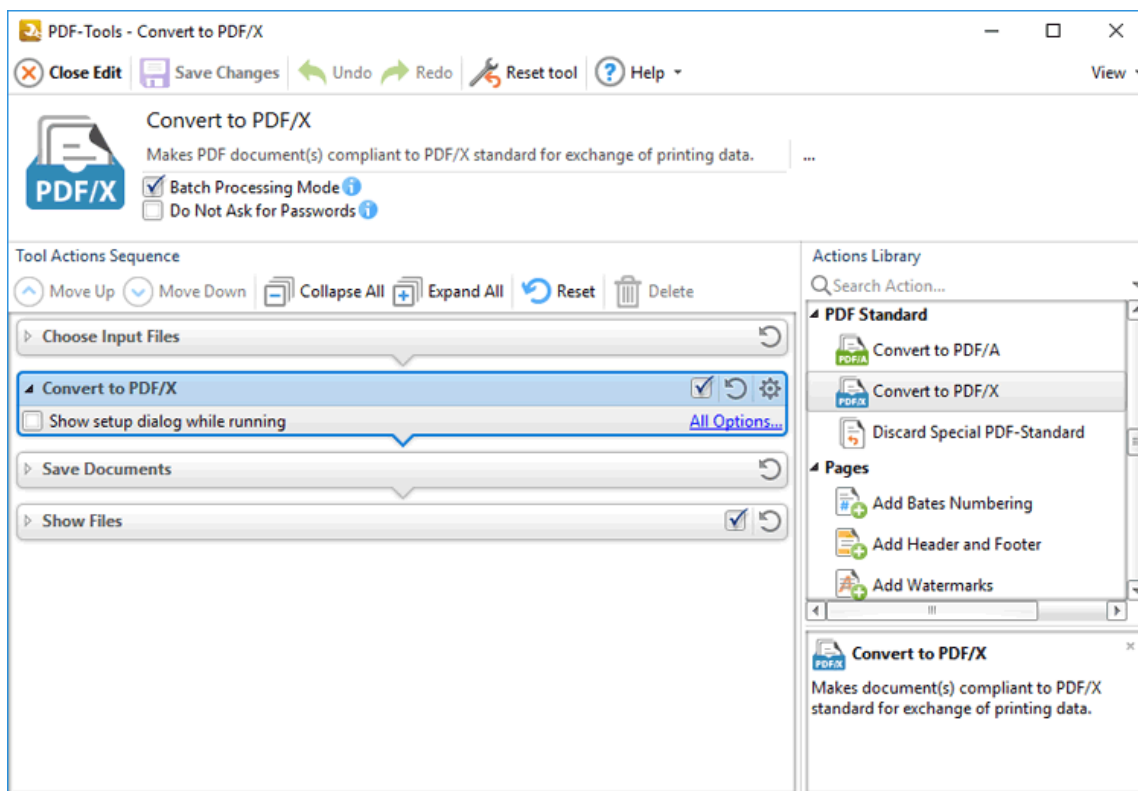 PDF-Tools - Convert to PDF/X
Close Edit Save Changes Undo Redo Reset tool ? Help View
Convert to PDF/X
Makes PDF document(s) compliant to PDF/X standard for exchange of printing data. ...
PDF/X
Batch Processing Mode i
Do Not Ask for Passwords i
Tool Actions Sequence
Move Up Move Down Collapse All Expand All Reset Delete
Choose Input Files
Convert to PDF/X
Show setup dialog while running All Options...
Save Documents
Show Files
Actions Library
Search Action...
PDF Standard
PDF/A Convert to PDF/A
PDF/X Convert to PDF/X
Discard Special PDF-Standard
Pages
# Add Bates Numbering
Add Header and Footer
A Add Watermarks
PDF/X Convert to PDF/X
Makes document(s) compliant to PDF/X
standard for exchange of printing data.